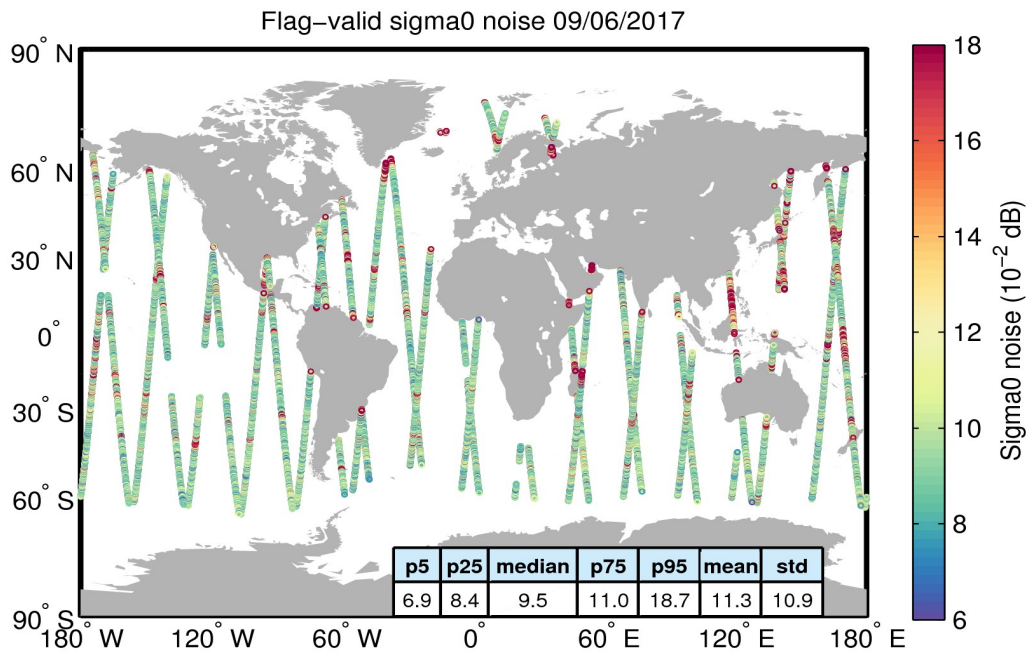 Flag−valid sigma0 noise 09/06/2017
90° N
60° N
30° N
0°
30° S
60° S
90° S
180° W 120° W 60° W 0° 60° E 120° E 180° E
p5 p25 median p75 p95 mean std
6.9 8.4 9.5 11.0 18.7 11.3 10.9
18
16
14
12
10
8
6
Sigma0 noise (10⁻² dB)